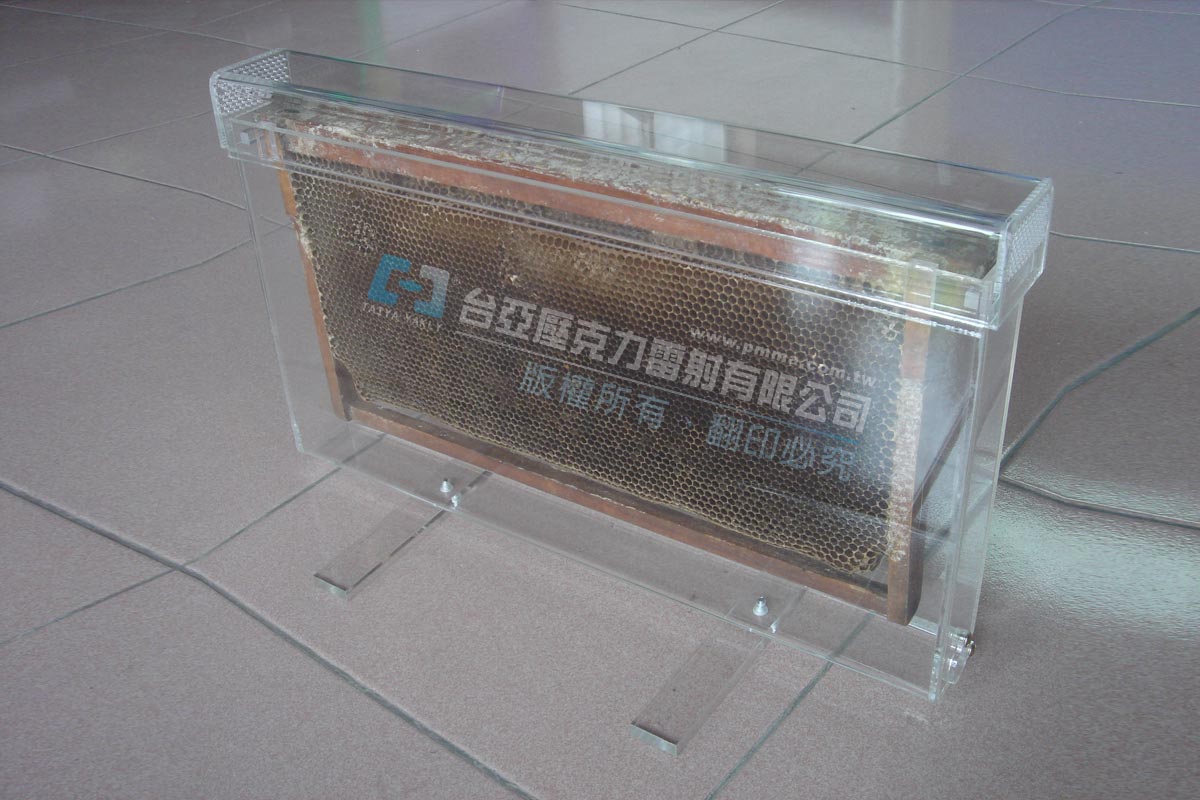 TAIYA YAKLI
www.pmma.com.tw
台亞壓克力雷射有限公司
版權所有、翻印必究